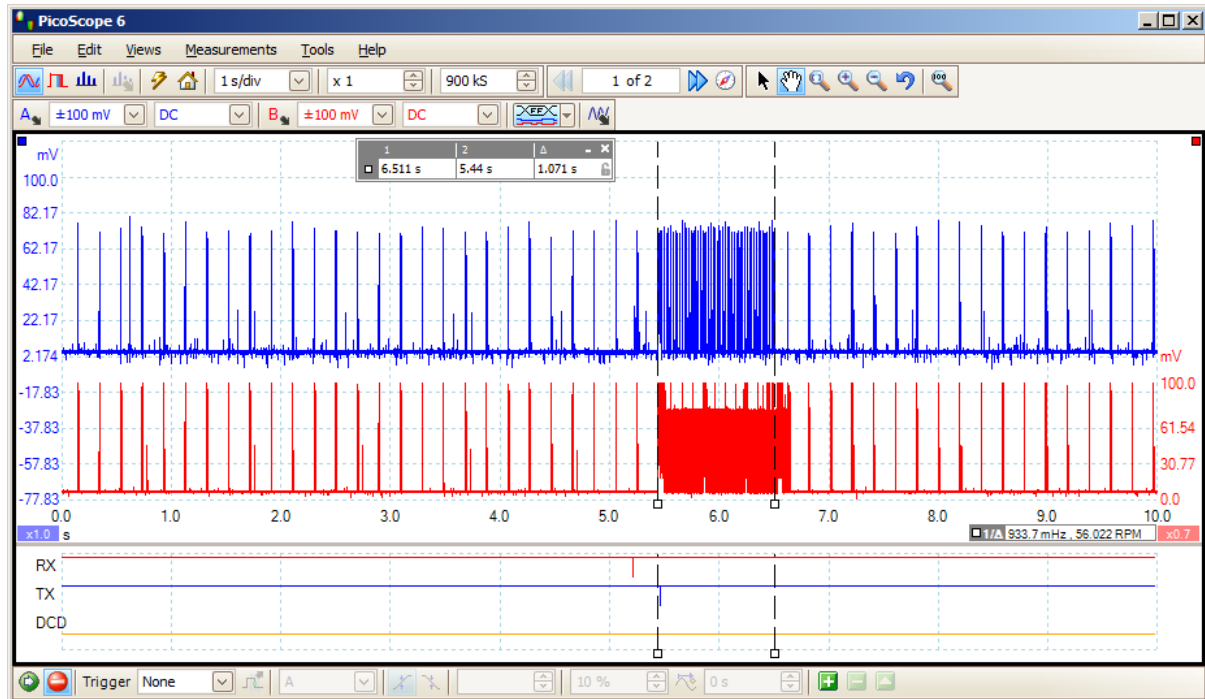 PicoScope 6
File Edit Views Measurements Tools Help
1 s/div x 1 900 kS 1 of 2 100
A ±100 mV DC B ±100 mV DC
1 2 Δ
6.511 s 5.44 s 1.071 s
mV
100.0
82.17
62.17
42.17
22.17
2.174
-17.83
-37.83
-57.83
-77.83
mV
100.0
61.54
30.77
0.0
0.0 1.0 2.0 3.0 4.0 5.0 6.0 7.0 8.0 9.0 10.0
x1.0 s 1/Δ 933.7 mHz , 56.022 RPM x0.7
RX
TX
DCD
Trigger None A 10 % 0 s